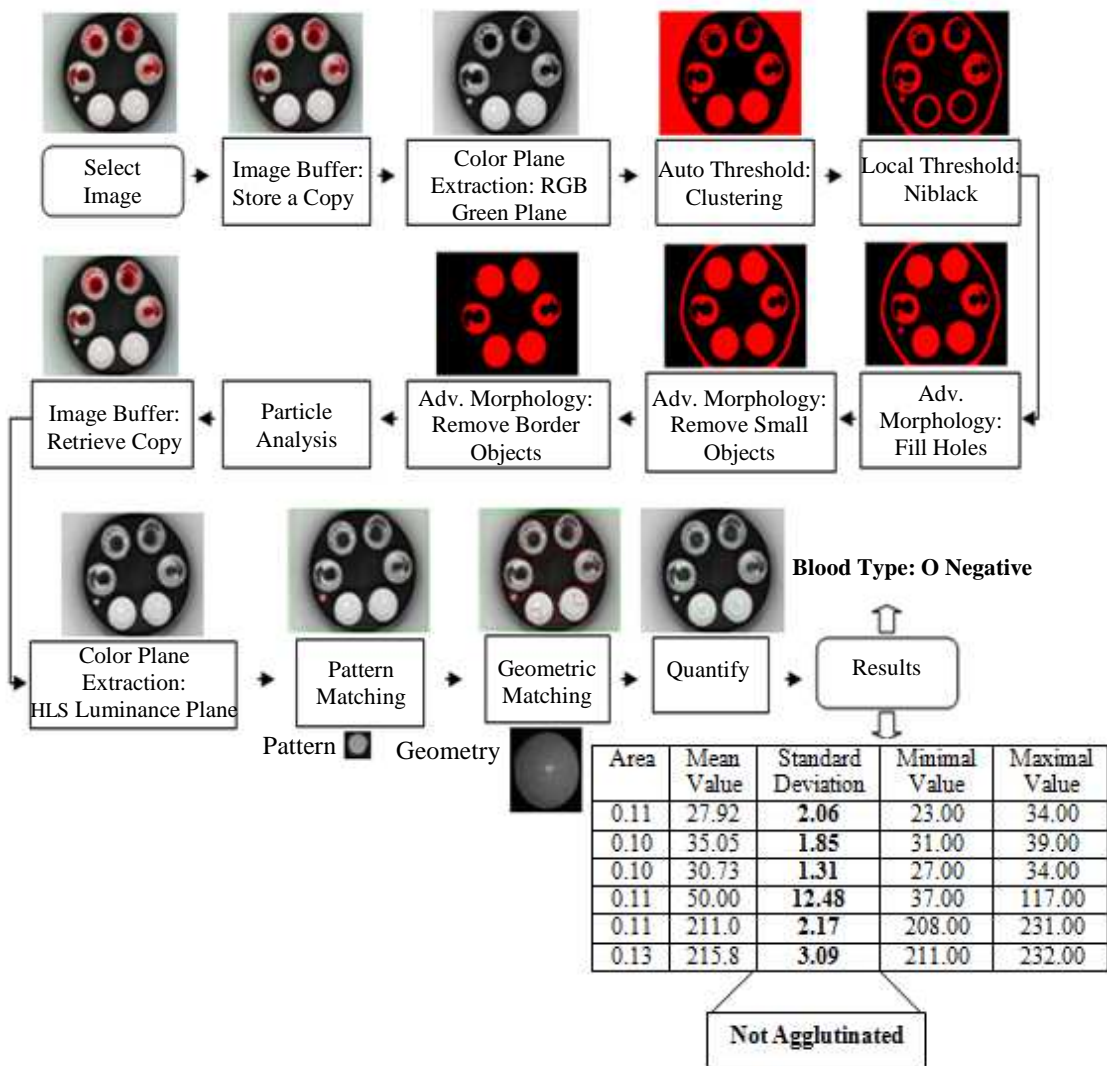 Select
Image
Image Buffer:
Store a Copy
Color Plane
Extraction: RGB
Green Plane
Auto Threshold:
Clustering
Local Threshold:
Niblack
Adv.
Morphology:
Fill Holes
Adv. Morphology:
Remove Small
Objects
Adv. Morphology:
Remove Border
Objects
Particle
Analysis
Image Buffer:
Retrieve Copy
Color Plane
Extraction:
HLS Luminance Plane
Pattern
Matching
Pattern
Geometric
Matching
Geometry
Quantify
Results
Blood Type: O Negative
Area Mean Value Standard Deviation Minimal Value Maximal Value
0.11 27.92 2.06 23.00 34.00
0.10 35.05 1.85 31.00 39.00
0.10 30.73 1.31 27.00 34.00
0.11 50.00 12.48 37.00 117.00
0.11 211.0 2.17 208.00 231.00
0.13 215.8 3.09 211.00 232.00
Not Agglutinated